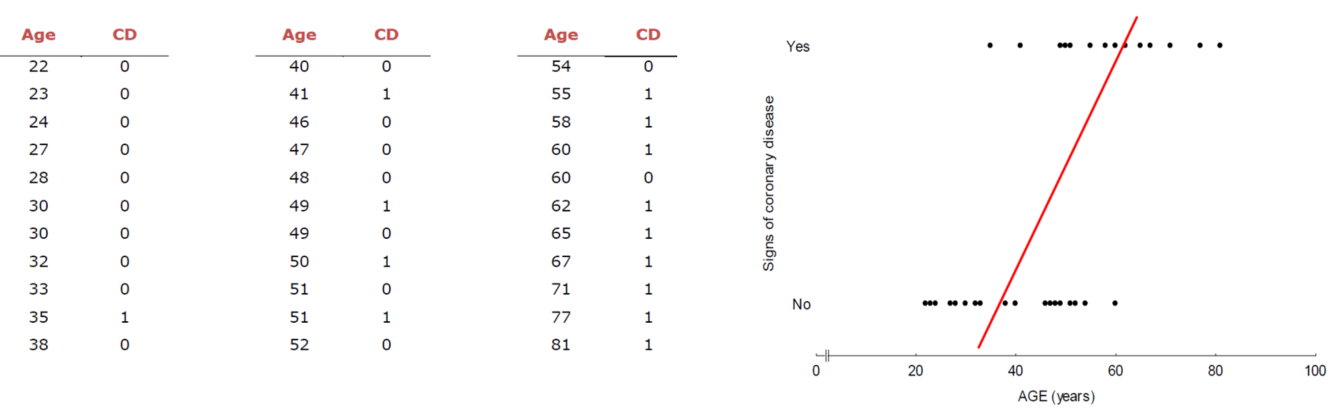 Age CD Age CD Age CD
22 0 40 0 54 0
23 0 41 1 55 1
24 0 46 0 58 1
27 0 47 0 60 1
28 0 48 0 60 0
30 0 49 1 62 1
30 0 49 0 65 1
32 0 50 1 67 1
33 0 51 0 71 1
35 1 51 1 77 1
38 0 52 0 81 1
Signs of coronary disease
Yes
No
0 20 40 60 80 100
AGE (years)